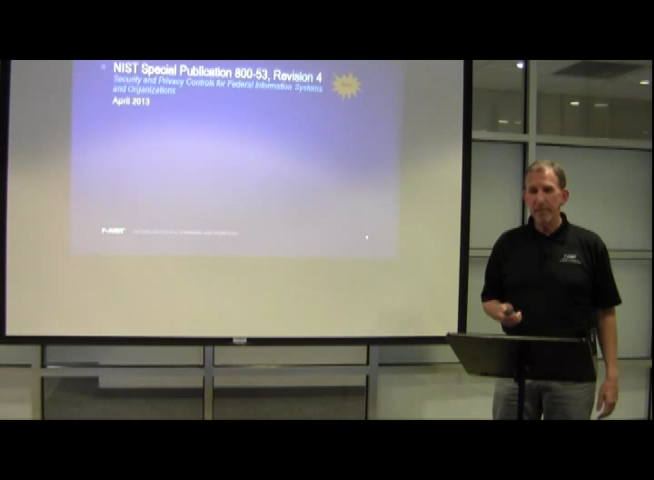 NIST Special Publication 800-53, Revision 4
Security and Privacy Controls for Federal Information Systems
and Organizations
April 2013